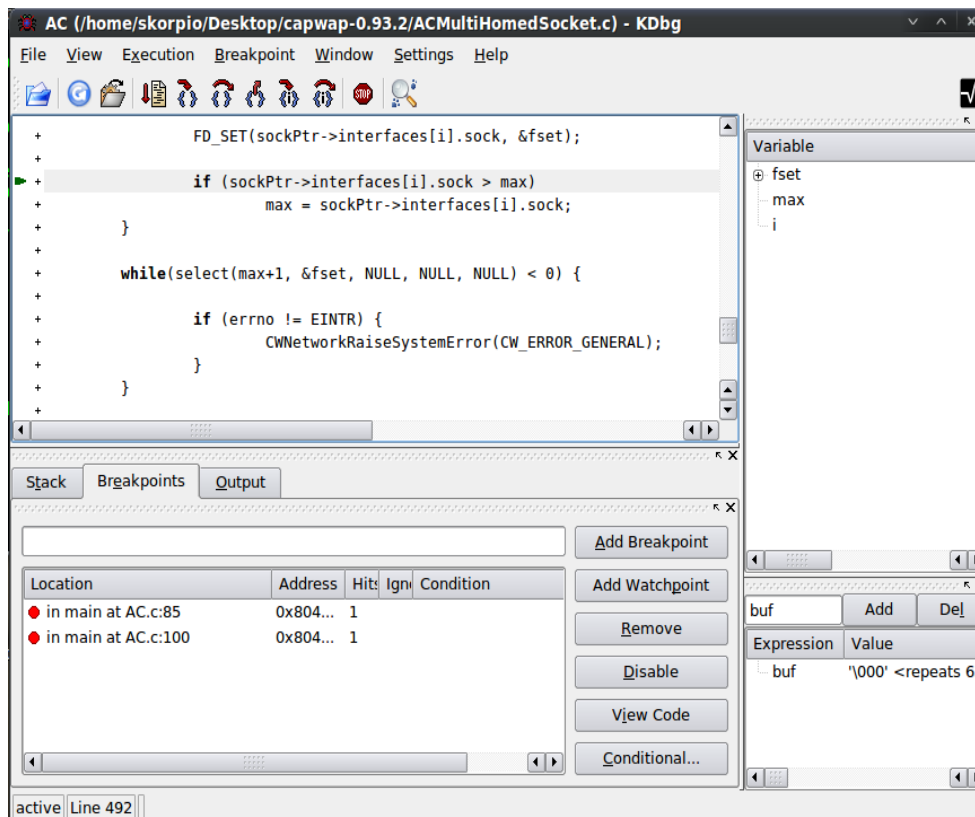 AC (/home/skorpio/Desktop/capwap-0.93.2/ACMultiHomedSocket.c) - KDbg
File View Execution Breakpoint Window Settings Help
STOP
+ FD_SET(sockPtr->interfaces[i].sock, &fset);
+
+ if (sockPtr->interfaces[i].sock > max)
+ max = sockPtr->interfaces[i].sock;
+ }
+
+ while(select(max+1, &fset, NULL, NULL, NULL) < 0) {
+
+ if (errno != EINTR) {
+ CWNetworkRaiseSystemError(CW_ERROR_GENERAL);
+ }
+ }
+
Variable
fset
max
i
Stack Breakpoints Output
Add Breakpoint
Location Address Hits Ign Condition
in main at AC.c:85 0x804... 1
in main at AC.c:100 0x804... 1
Add Watchpoint
Remove
Disable
View Code
Conditional...
buf Add Del
Expression Value
buf '\000' <repeats 6
active Line 492